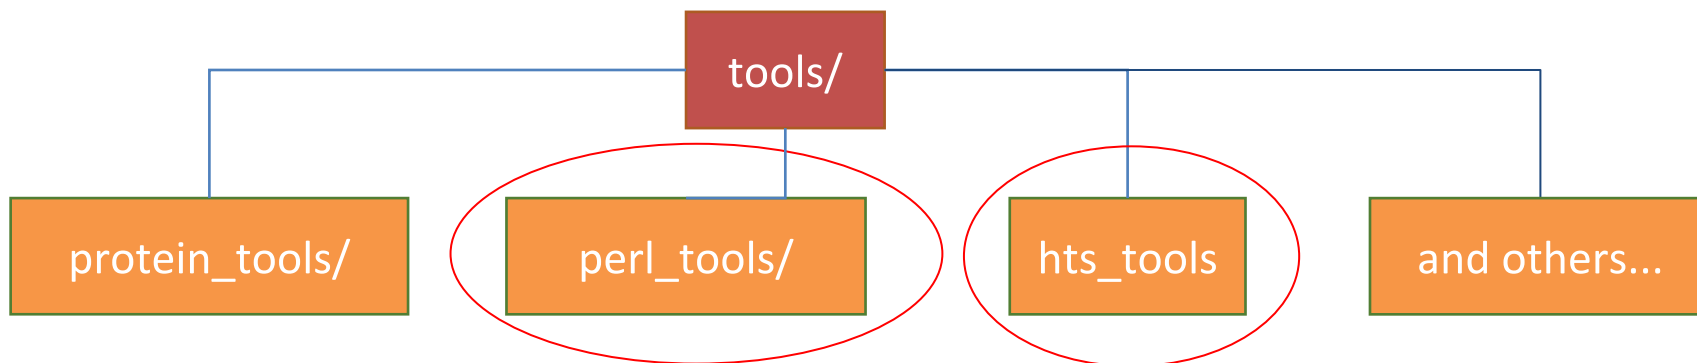 tools/
protein_tools/
perl_tools/
hts_tools
and others...